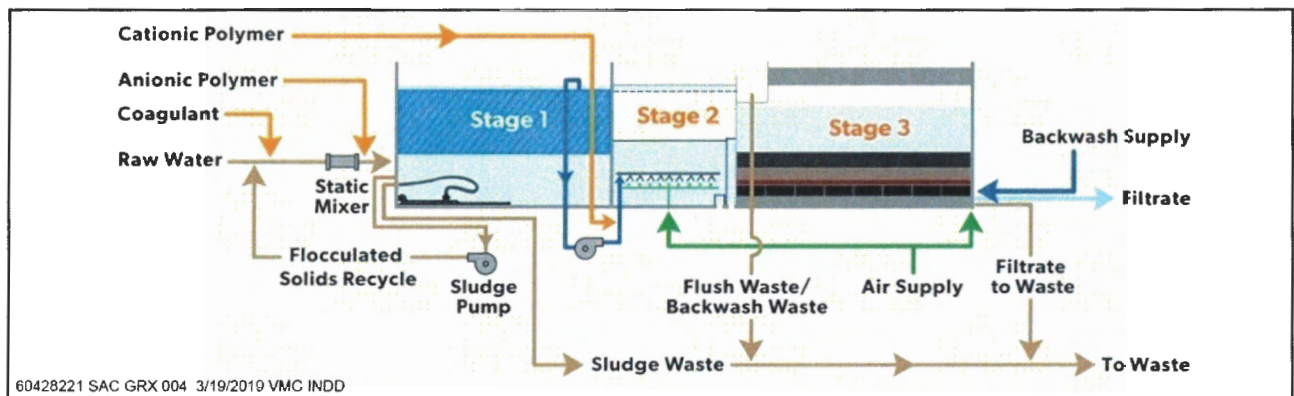 Cationic Polymer
Anionic Polymer
Coagulant
Raw Water
Static
Mixer
Stage 1
Stage 2
Stage 3
Backwash Supply
Filtrate
Flocculated
Solids Recycle
Sludge
Pump
Flush Waste/
Backwash Waste
Air Supply
Filtrate
to Waste
Sludge Waste
To Waste
60428221 SAC GRX 004 3/19/2019 VMC INDD